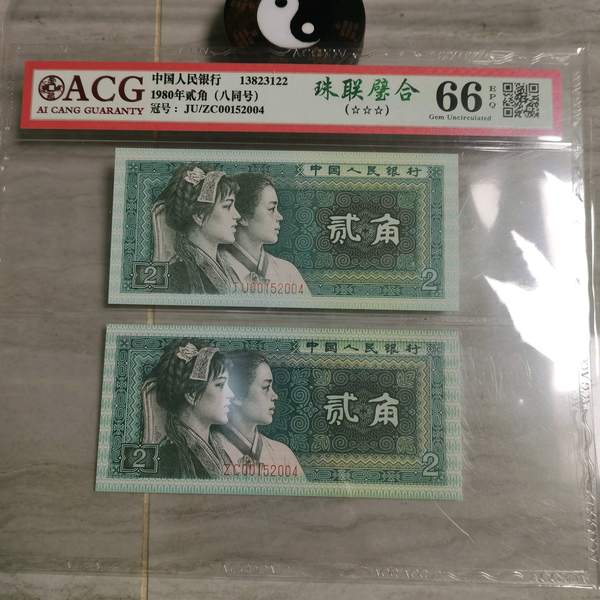 ACG
AI CANG GUARANTY
中国人民银行 13823122
1980年贰角（八同号）
冠号：JU/ZC00152004
珠联璧合
(☆☆☆)
66
EPQ
Gem Uncirculated
中国人民银行
贰角
2
JU00152004
2
中国人民银行
贰角
2
ZC00152004
2